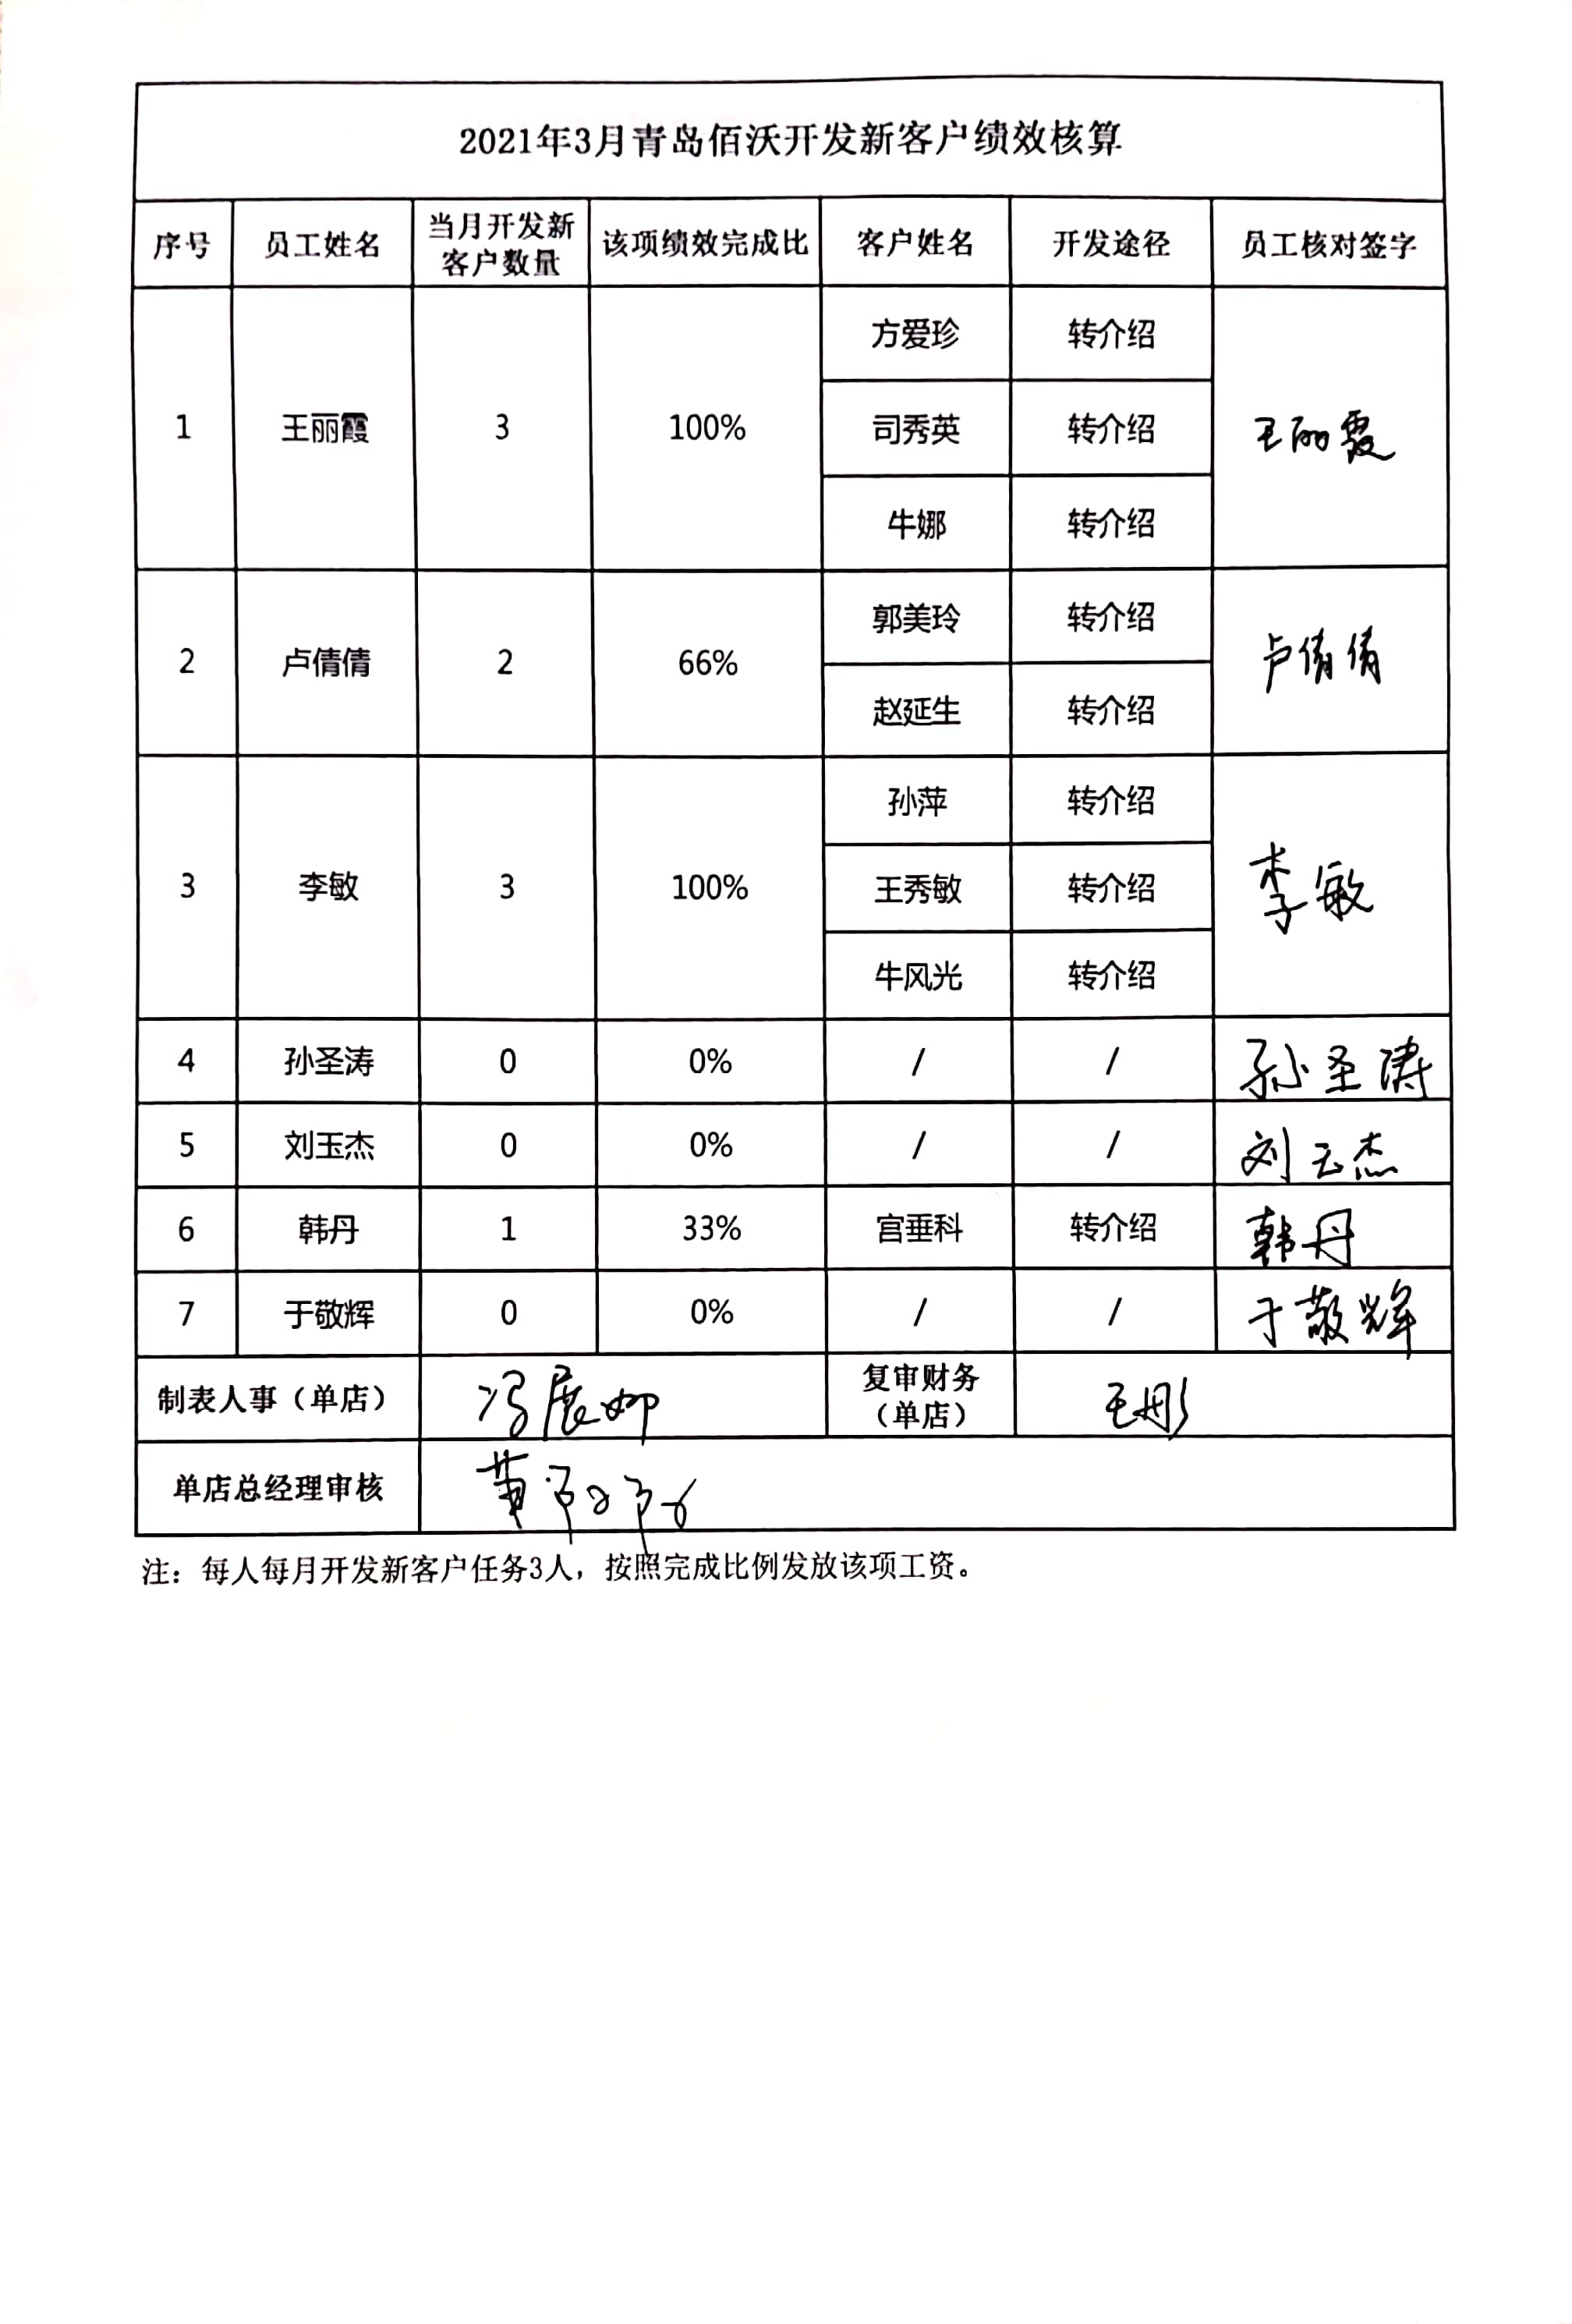 2021年3月青岛佰沃开发新客户绩效核算
序号 员工姓名 当月开发新客户数量 该项绩效完成比 客户姓名 开发途径 员工核对签字
1 王丽霞 3 100% 方爱珍 转介绍 王丽霞
司秀英 转介绍
牛娜 转介绍
2 卢倩倩 2 66% 郭美玲 转介绍 卢倩倩
赵延生 转介绍
3 李敏 3 100% 孙萍 转介绍 李敏
王秀敏 转介绍
牛风光 转介绍
4 孙圣涛 0 0% / / 孙圣涛
5 刘玉杰 0 0% / / 刘玉杰
6 韩丹 1 33% 宫垂科 转介绍 韩丹
7 于敬辉 0 0% / / 于敬辉
制表人事（单店） 冯展 复审财务（单店） 王彤
单店总经理审核 黄
注：每人每月开发新客户任务3人，按照完成比例发放该项工资。